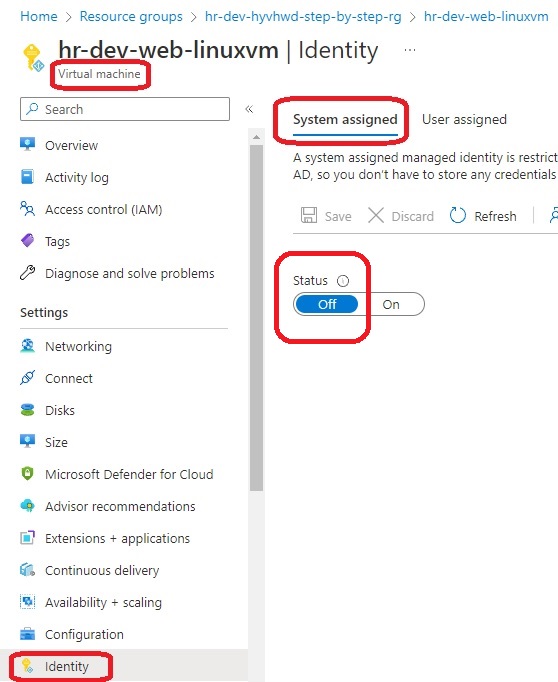 Home > Resource groups > hr-dev-hyvhwd-step-by-step-rg > hr-dev-web-linuxvm
hr-dev-web-linuxvm | Identity ...
Virtual machine
Search «
System assigned User assigned
A system assigned managed identity is restrict
AD, so you don't have to store any credentials
Save Discard Refresh
Status
Off On
Overview
Activity log
Access control (IAM)
Tags
Diagnose and solve problems
Settings
Networking
Connect
Disks
Size
Microsoft Defender for Cloud
Advisor recommendations
Extensions + applications
Continuous delivery
Availability + scaling
Configuration
Identity